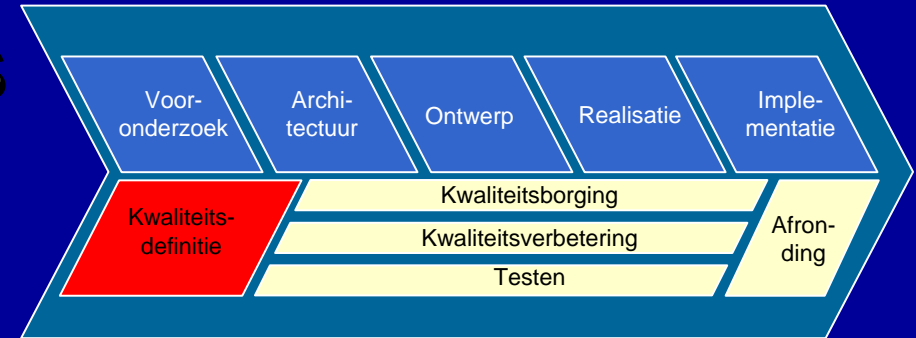 Voor-
onderzoek
Archi-
tectuur
Ontwerp
Realisatie
Imple-
mentatie
Kwaliteits-
definitie
Kwaliteitsborging
Kwaliteitsverbetering
Testen
Afron-
ding